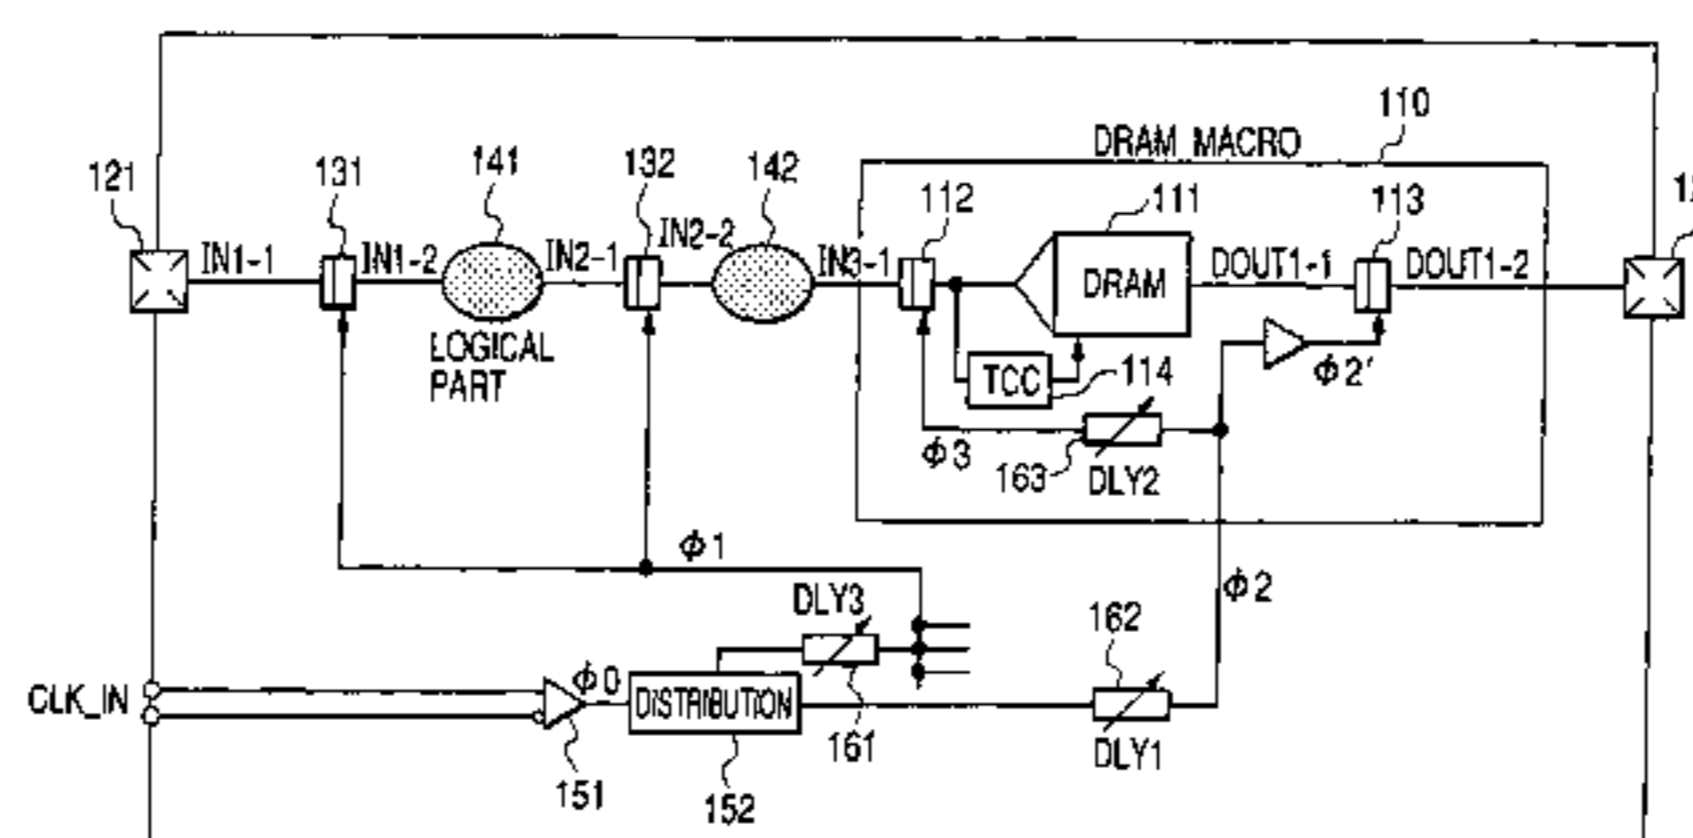 110
DRAM MACRO
121
131
141
132
142
112
111
113
IN1-1
IN1-2
IN2-1
IN2-2
IN3-1
DRAM
DOUT1-1
DOUT1-2
LOGICAL
PART
TCC
114
ϕ2'
ϕ3
163
DLY2
ϕ1
ϕ2
DLY3
162
CLK_IN
ϕ0
DISTRIBUTION
161
DLY1
151
152